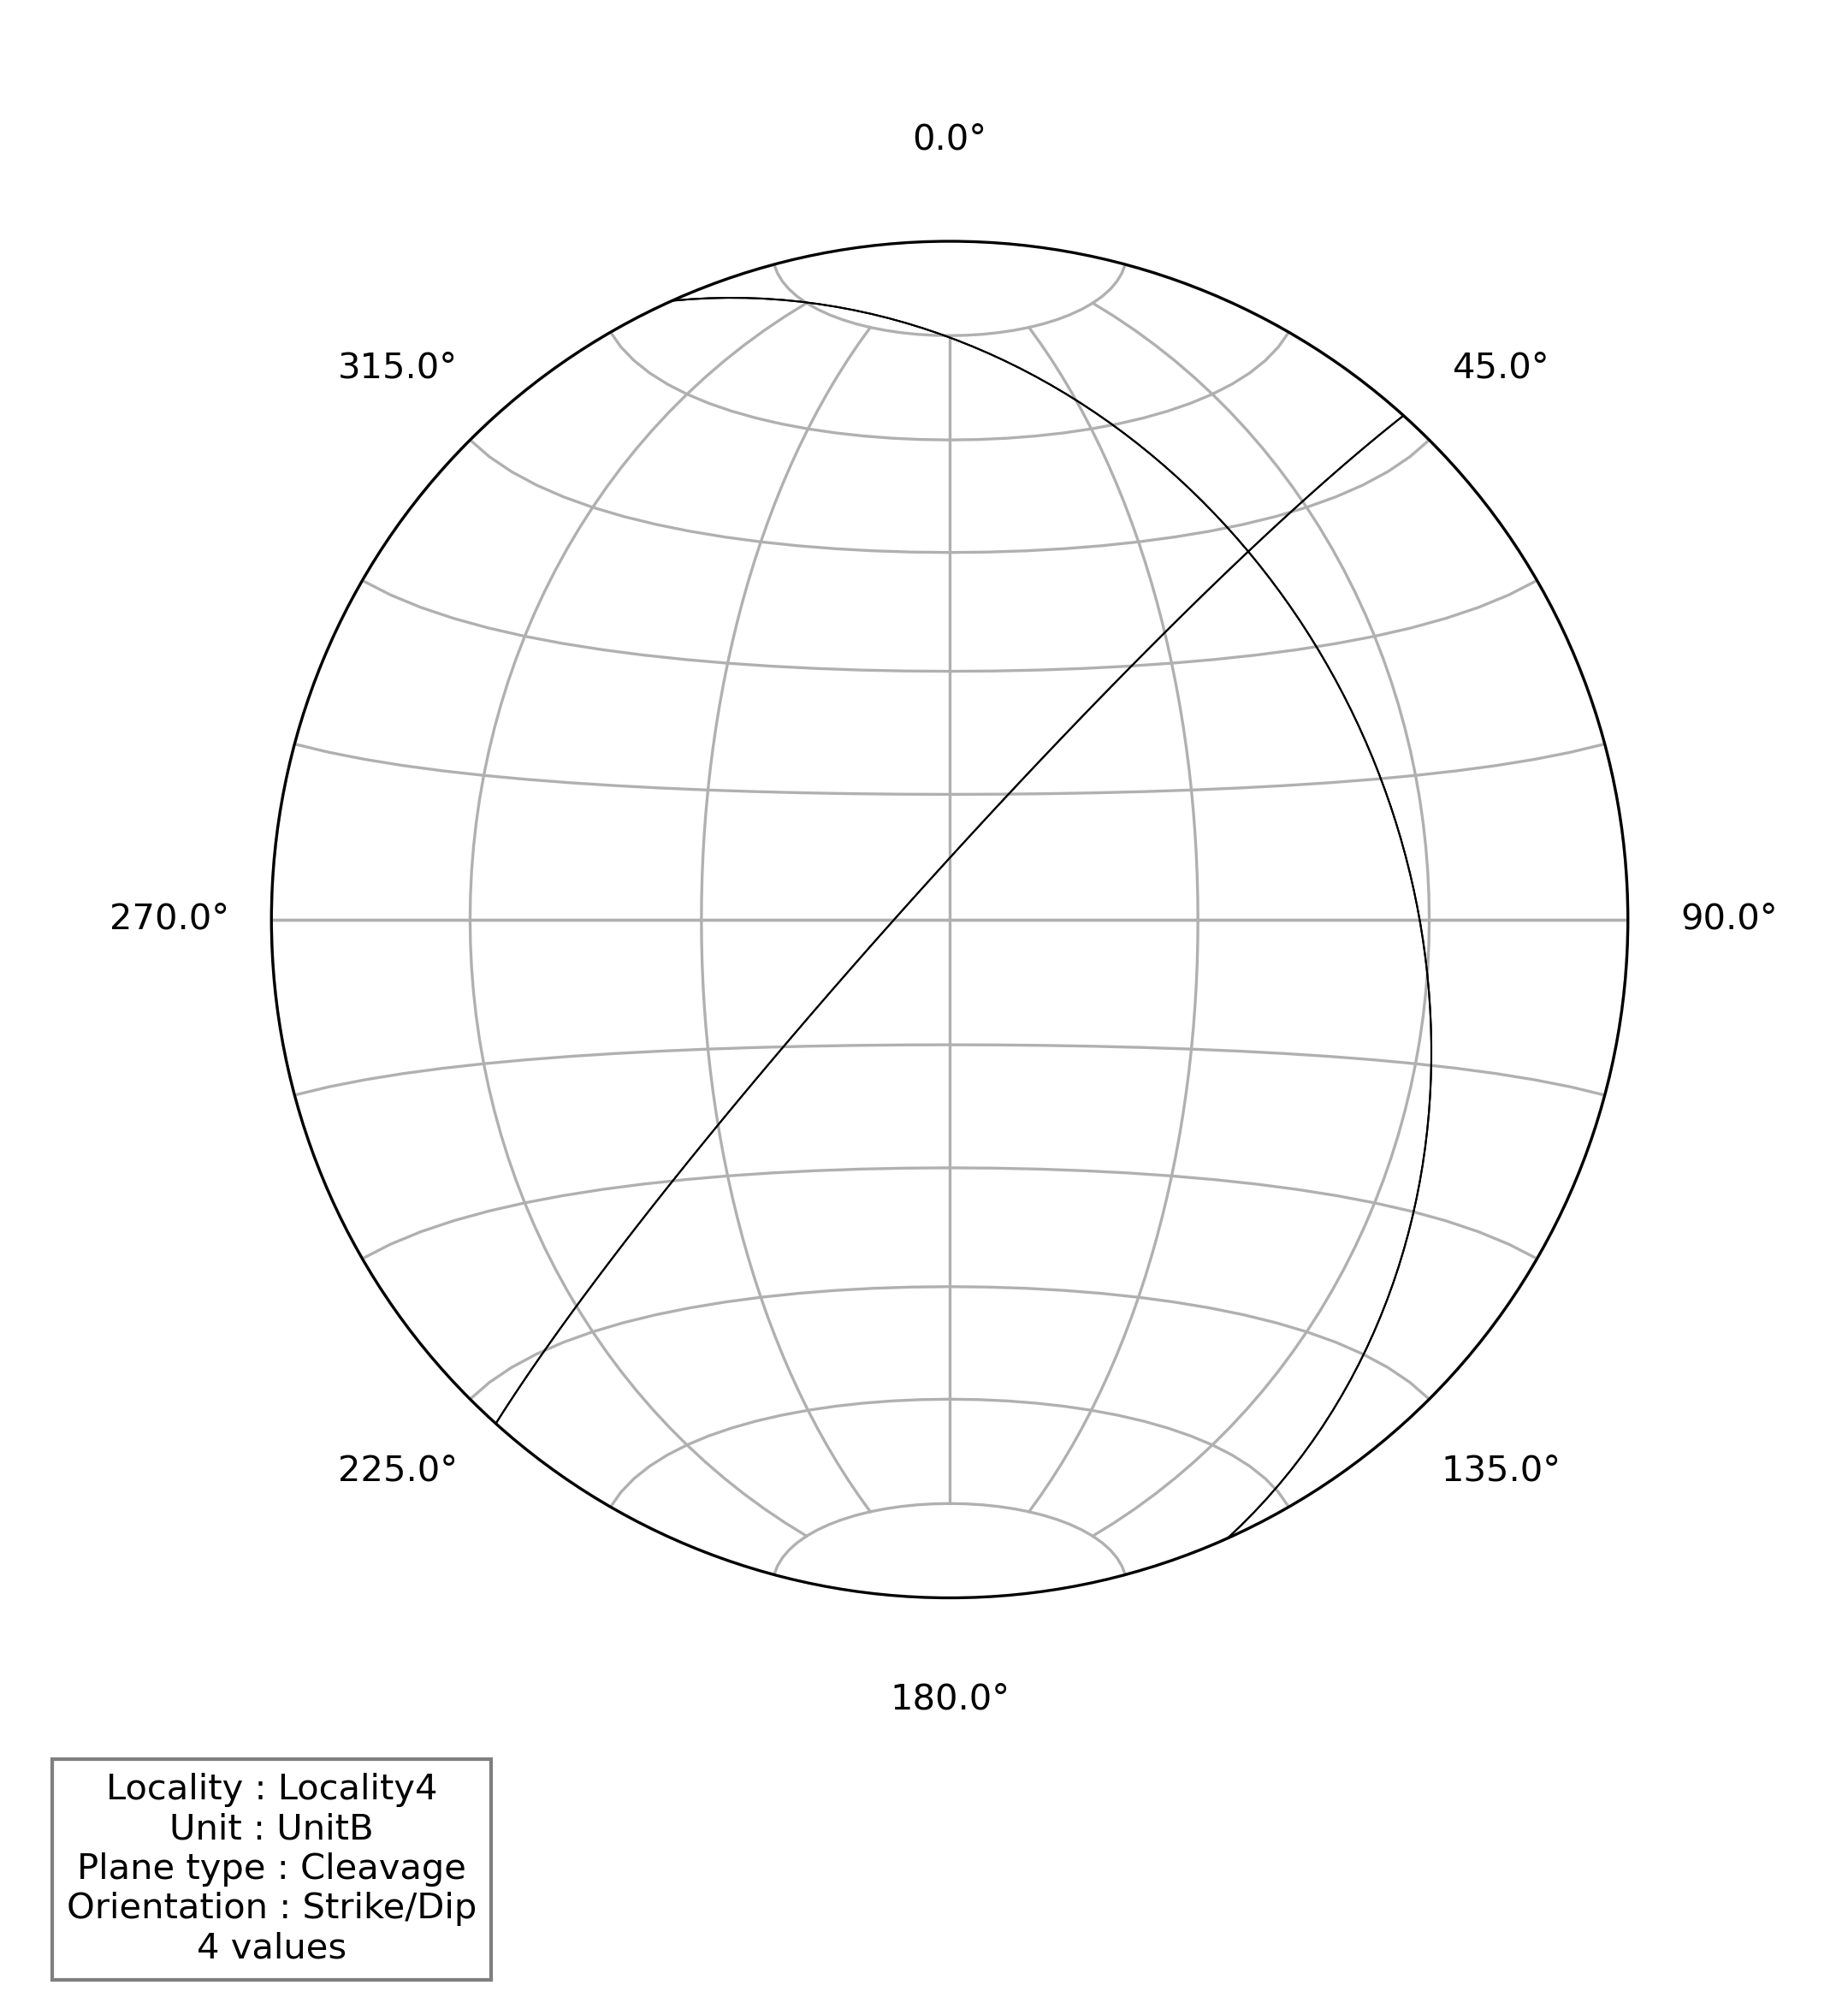 0.0°
315.0°
45.0°
270.0°
90.0°
225.0°
135.0°
180.0°
Locality : Locality4
Unit : UnitB
Plane type : Cleavage
Orientation : Strike/Dip
4 values